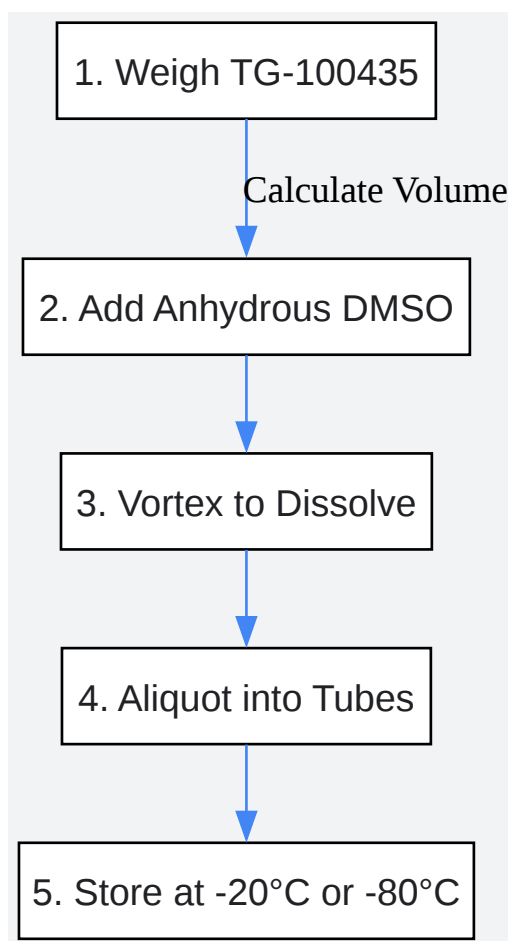 1. Weigh TG-100435
Calculate Volume
2. Add Anhydrous DMSO
3. Vortex to Dissolve
4. Aliquot into Tubes
5. Store at -20°C or -80°C